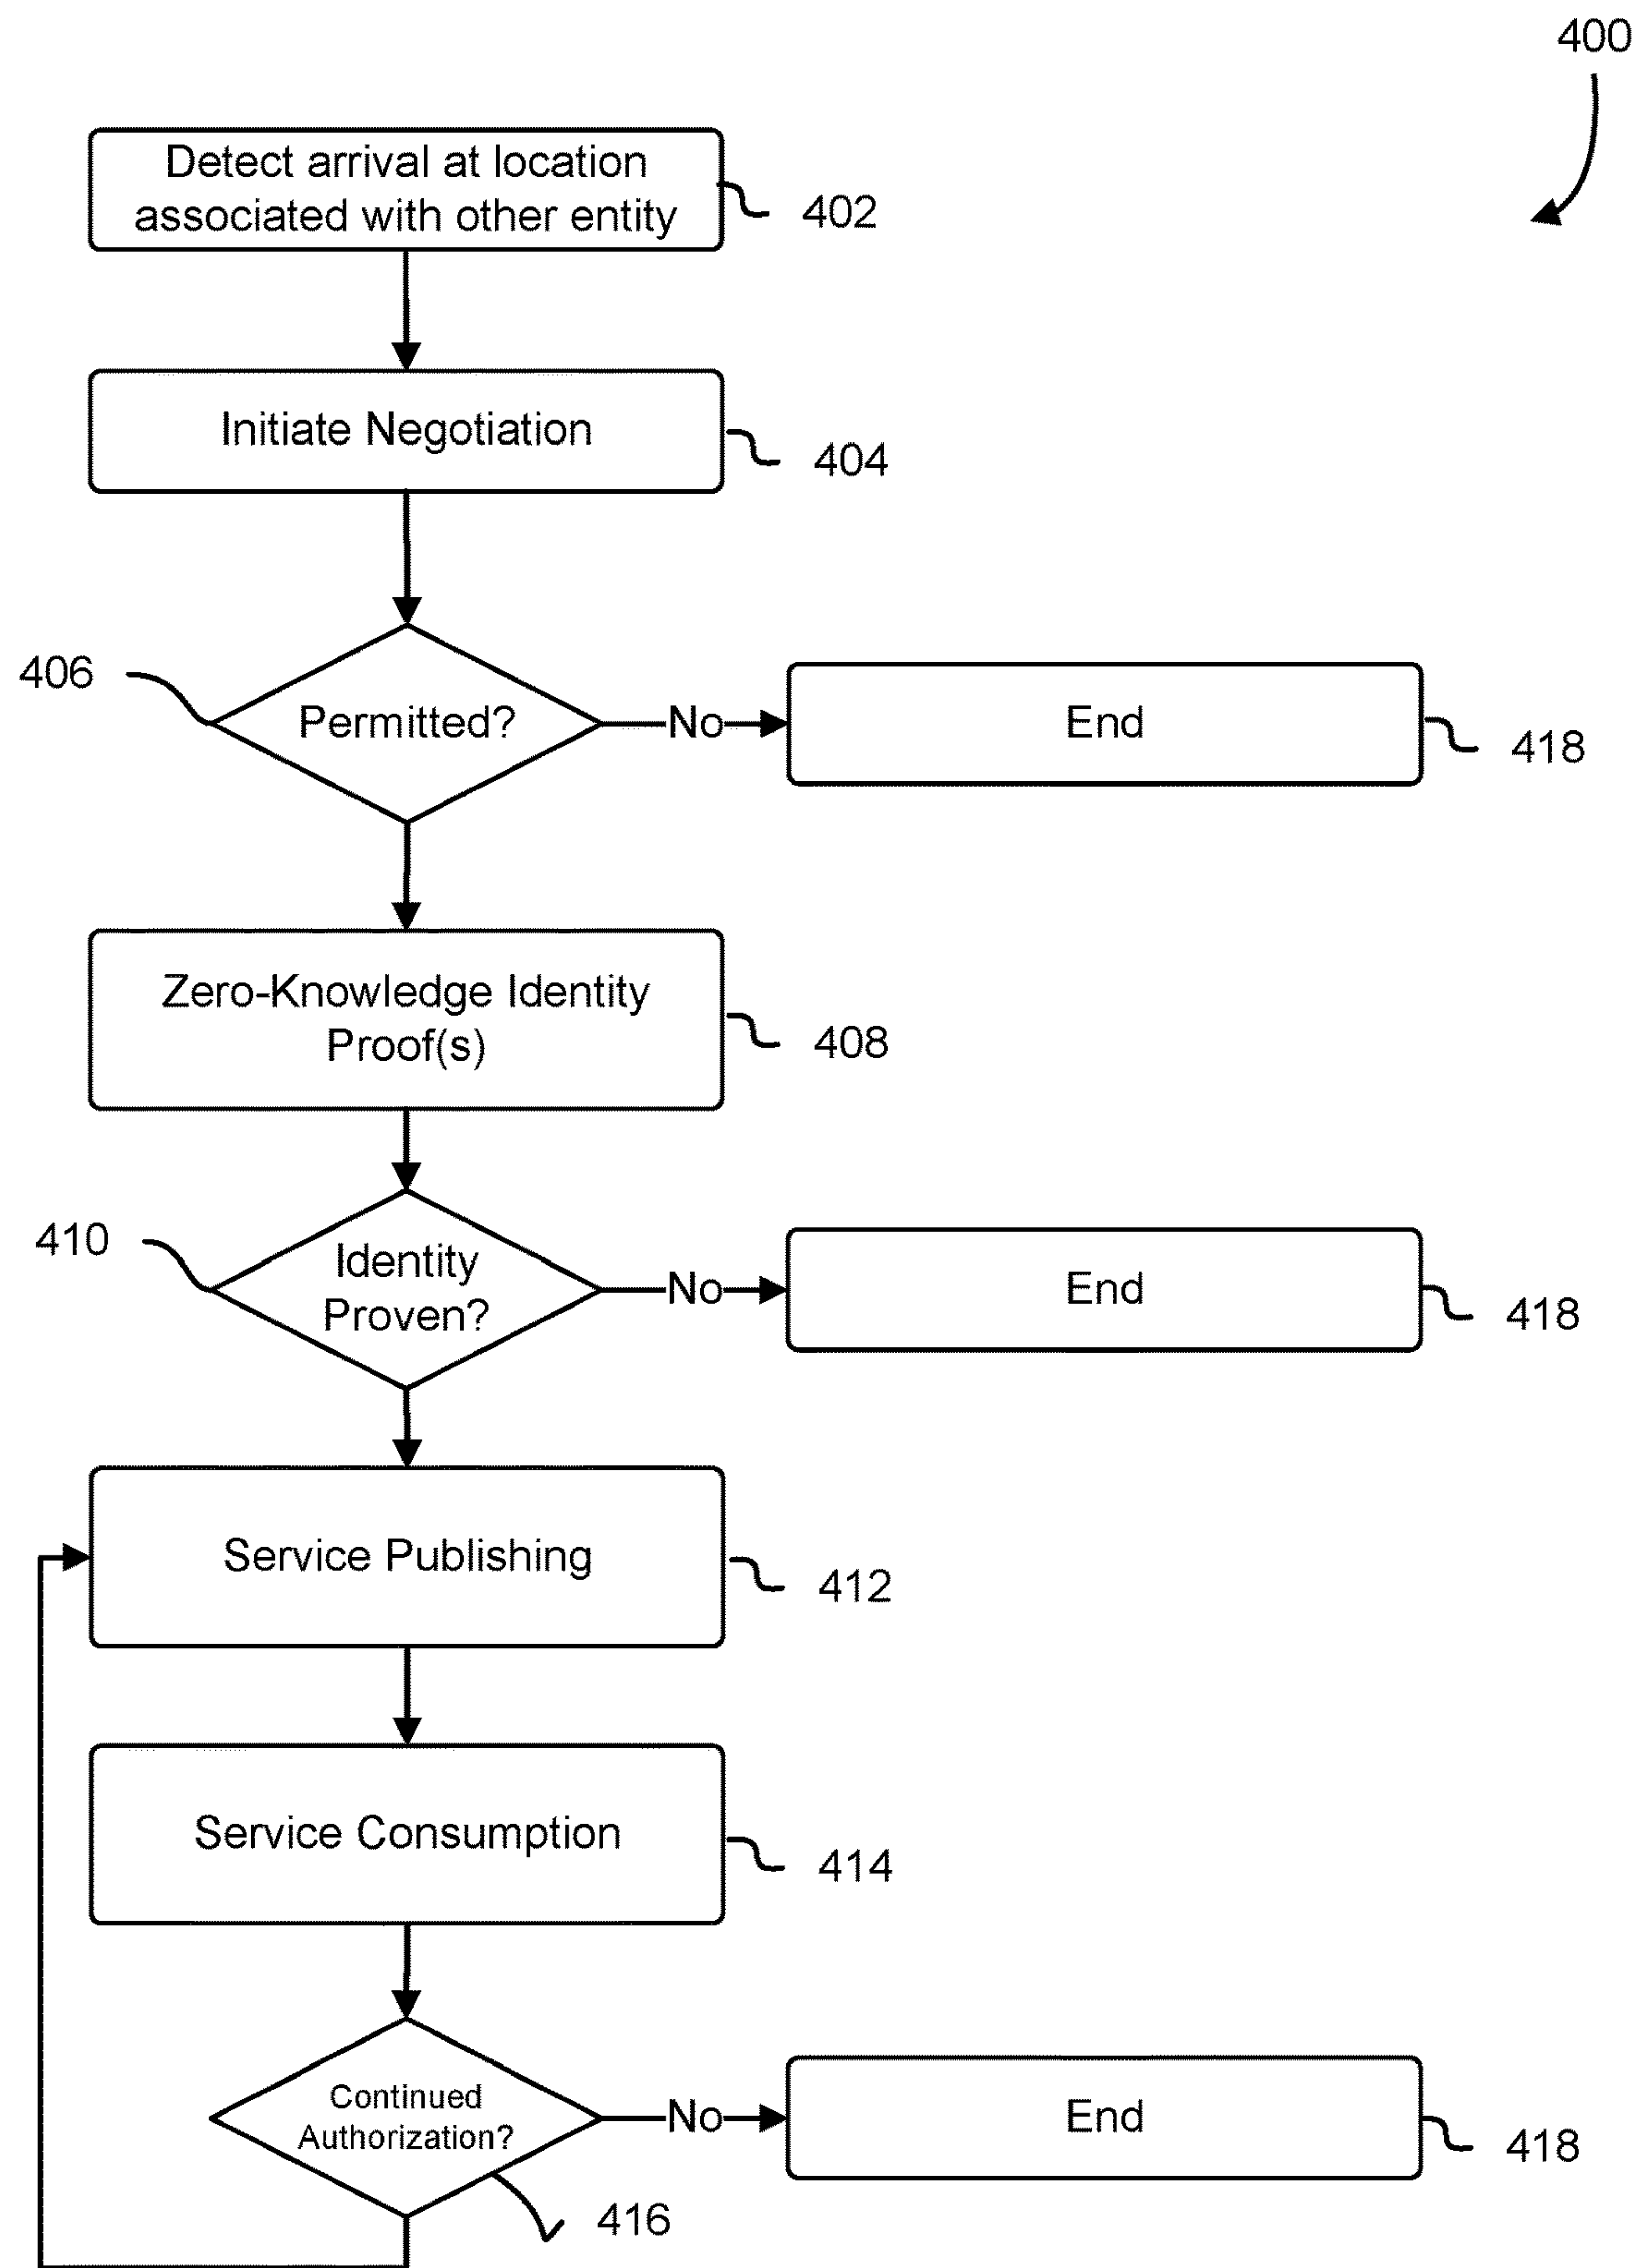 400
Detect arrival at location
associated with other entity
402
Initiate Negotiation
404
406
Permitted?
No
End
418
Zero-Knowledge Identity
Proof(s)
408
410
Identity
Proven?
No
End
418
Service Publishing
412
Service Consumption
414
Continued
Authorization?
No
End
418
416